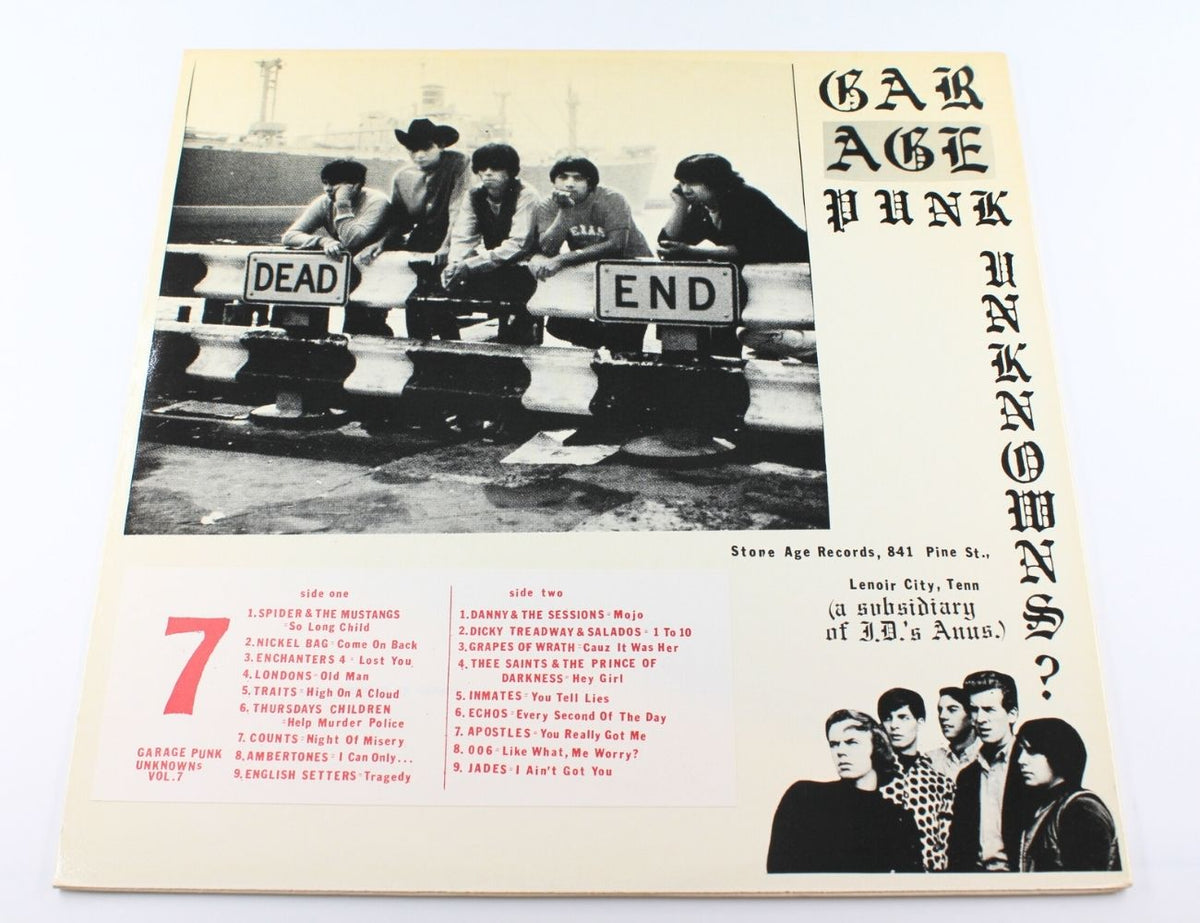 GAR
AGE
PUNK
UNKNOWNS?
DEAD
END
TEXAS
Stone Age Records, 841 Pine St.,
Lenoir City, Tenn
(a subsidiary
of J.D.'s Anus.)
7
GARAGE PUNK
UNKNOWNS
VOL.7
side one
1. SPIDER & THE MUSTANGS
=So Long Child
2. NICKEL BAG = Come On Back
3. ENCHANTERS 4 = Lost You
4. LONDONS = Old Man
5. TRAITS = High On A Cloud
6. THURSDAYS CHILDREN
=Help Murder Police
7. COUNTS = Night Of Misery
8. AMBERTONES = I Can Only...
9. ENGLISH SETTERS = Tragedy
side two
1. DANNY & THE SESSIONS = Mojo
2. DICKY TREADWAY & SALADOS = 1 To 10
3. GRAPES OF WRATH = Cauz It Was Her
4. THEE SAINTS & THE PRINCE OF
DARKNESS = Hey Girl
5. INMATES = You Tell Lies
6. ECHOS = Every Second Of The Day
7. APOSTLES = You Really Got Me
8. 006 = Like What, Me Worry?
9. JADES = I Ain't Got You